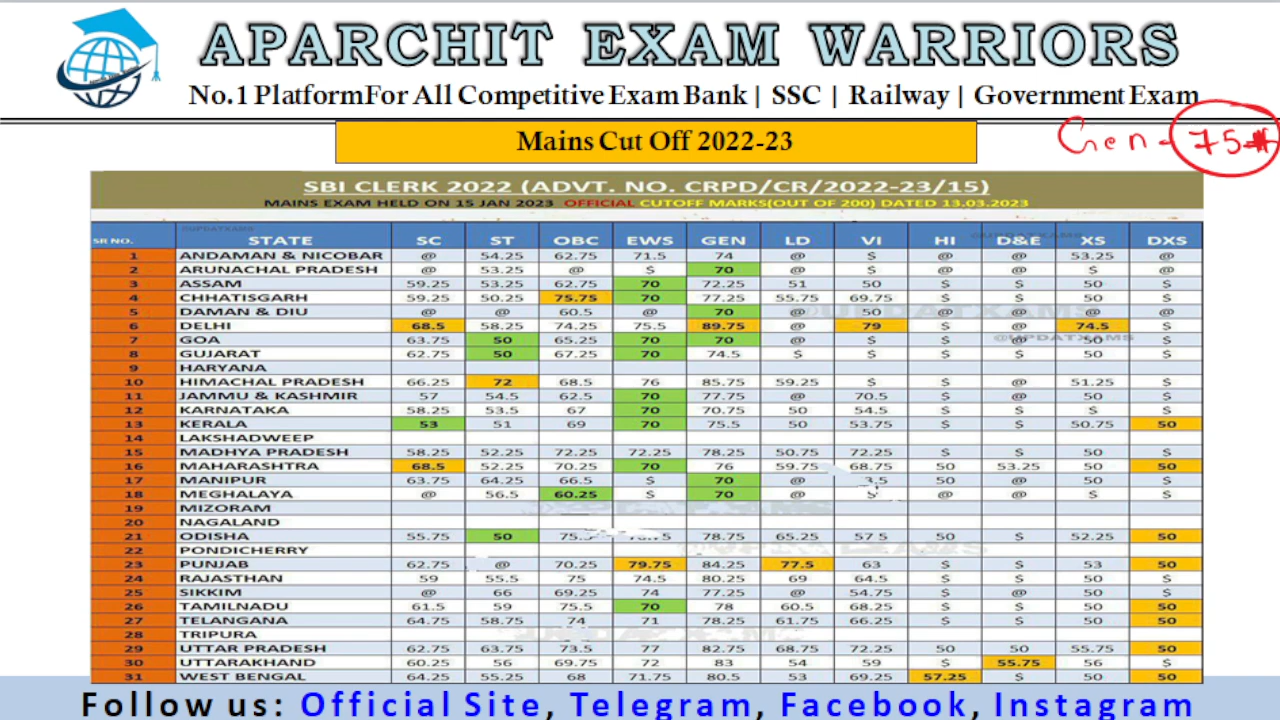 APARCHIT EXAM WARRIORS
No.1 PlatformFor All Competitive Exam Bank | SSC | Railway | Government Exam
Mains Cut Off 2022-23
Gen - 75
SBI CLERK 2022 (ADVT. NO. CRPD/CR/2022-23/15)
MAINS EXAM HELD ON 15 JAN 2023 OFFICIAL CUTOFF MARKS(OUT OF 200) DATED 13.03.2023
SR NO. STATE SC ST OBC EWS GEN LD VI HI D&E XS DXS
1 ANDAMAN & NICOBAR @ 54.25 62.75 71.5 74 @ $ @ @ 53.25 @
2 ARUNACHAL PRADESH @ 53.25 @ $ 70 @ $ @ @ $ @
3 ASSAM 59.25 53.25 62.75 70 72.25 51 50 $ @ 50 $
4 CHHATISGARH 59.25 50.25 75.75 70 77.25 55.75 69.75 $ @ 50 $
5 DAMAN & DIU @ @ 60.5 @ 70 @ 50 @ @ @ @
6 DELHI 68.5 58.25 74.25 75.5 89.75 @ 79 $ @ 74.5 $
7 GOA 63.75 50 65.25 70 70 @ $ $ @ 50 $
8 GUJARAT 62.75 50 67.25 70 74.5 $ $ $ $ 50 $
9 HARYANA
10 HIMACHAL PRADESH 66.25 72 68.5 76 85.75 59.25 $ $ @ 51.25 $
11 JAMMU & KASHMIR 57 54.5 62.5 70 77.75 @ 70.5 $ @ 50 $
12 KARNATAKA 58.25 53.5 67 70 70.75 50 54.5 $ $ $ $
13 KERALA 53 51 69 70 75.5 50 53.75 $ $ 50.75 50
14 LAKSHADWEEP
15 MADHYA PRADESH 58.25 52.25 72.25 72.25 78.25 50.75 72.25 $ $ 50 $
16 MAHARASHTRA 68.5 52.25 70.25 70 76 59.75 68.75 50 53.25 50 50
17 MANIPUR 63.75 64.25 66.5 $ 70 @ 50 @ 50 $
18 MEGHALAYA @ 56.5 60.25 $ 70 @ $ @ @ $ $
19 MIZORAM
20 NAGALAND
21 ODISHA 55.75 50 78.75 65.25 57 5 50 $ 52.25 50
22 PONDICHERRY
23 PUNJAB 62.75 @ 70.25 79.75 84.25 77.5 63 $ $ 53 50
24 RAJASTHAN 59 55.5 75 74.5 80.25 69 64.5 $ $ 50 $
25 SIKKIM @ 66 69.25 74 77.25 @ 54.75 $ @ 50 $
26 TAMILNADU 61.5 59 75.5 70 78 60.5 68.25 $ $ 50 50
27 TELANGANA 64.75 58.75 74 71 78.25 61.75 66.25 $ $ 50 50
28 TRIPURA
29 UTTAR PRADESH 62.75 63.75 73.5 77 82.75 68.75 72.25 50 50 55.75 50
30 UTTARAKHAND 60.25 56 69.75 72 83 54 59 $ 55.75 56 $
31 WEST BENGAL 64.25 55.25 68 71.75 80.5 53 69.25 57.25 $ 50 50
Follow us: Official Site, Telegram, Facebook, Instagram